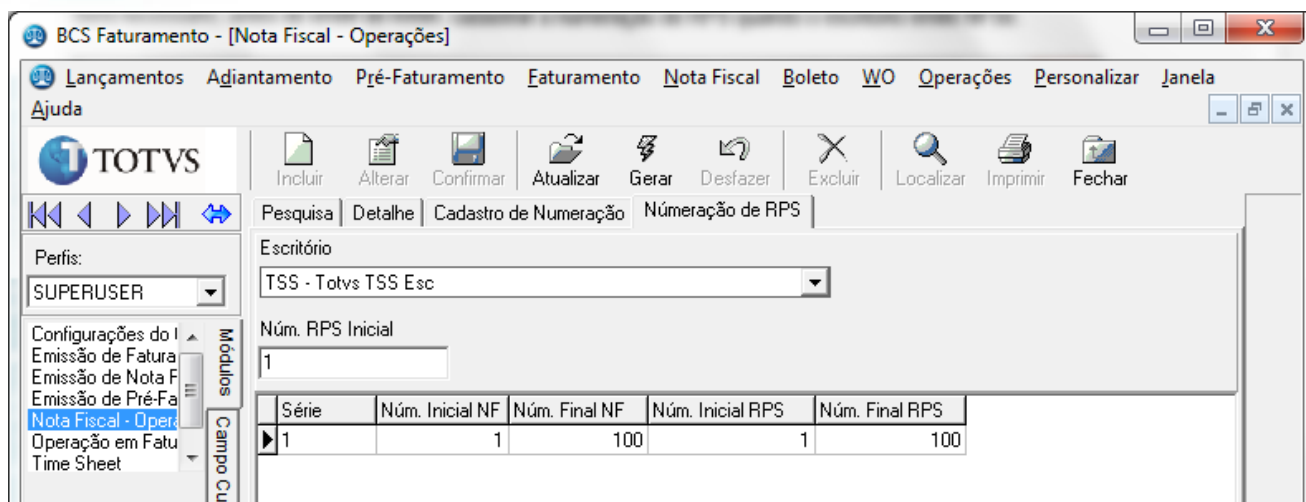 BCS Faturamento - [Nota Fiscal - Operações]
Lançamentos Adiantamento Pré-Faturamento Faturamento Nota Fiscal Boleto WO Operações Personalizar Janela
Ajuda
TOTVS
Incluir Alterar Confirmar Atualizar Gerar Desfazer Excluir Localizar Imprimir Fechar
Pesquisa Detalhe Cadastro de Numeração Númeração de RPS
Perfis:
SUPERUSER
Configurações do
Emissão de Fatura
Emissão de Nota F
Emissão de Pré-Fa
Nota Fiscal - Opera
Operação em Fatu
Time Sheet
Módulos
Campo Cu
Escritório
TSS - Totvs TSS Esc
Núm. RPS Inicial
1
Série Núm. Inicial NF Núm. Final NF Núm. Inicial RPS Núm. Final RPS
1 1 100 1 100